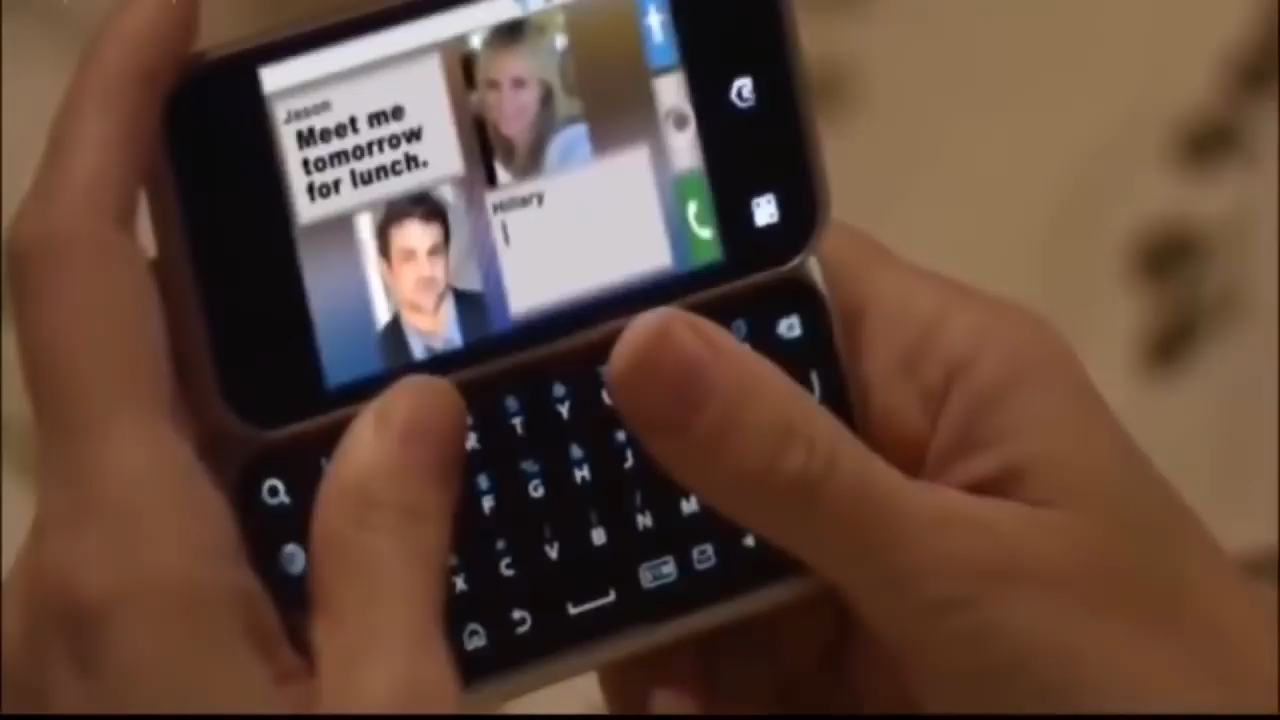 Jason
Meet me
tomorrow
for lunch.
Hillary
R T Y
F G H J
X C V B N M